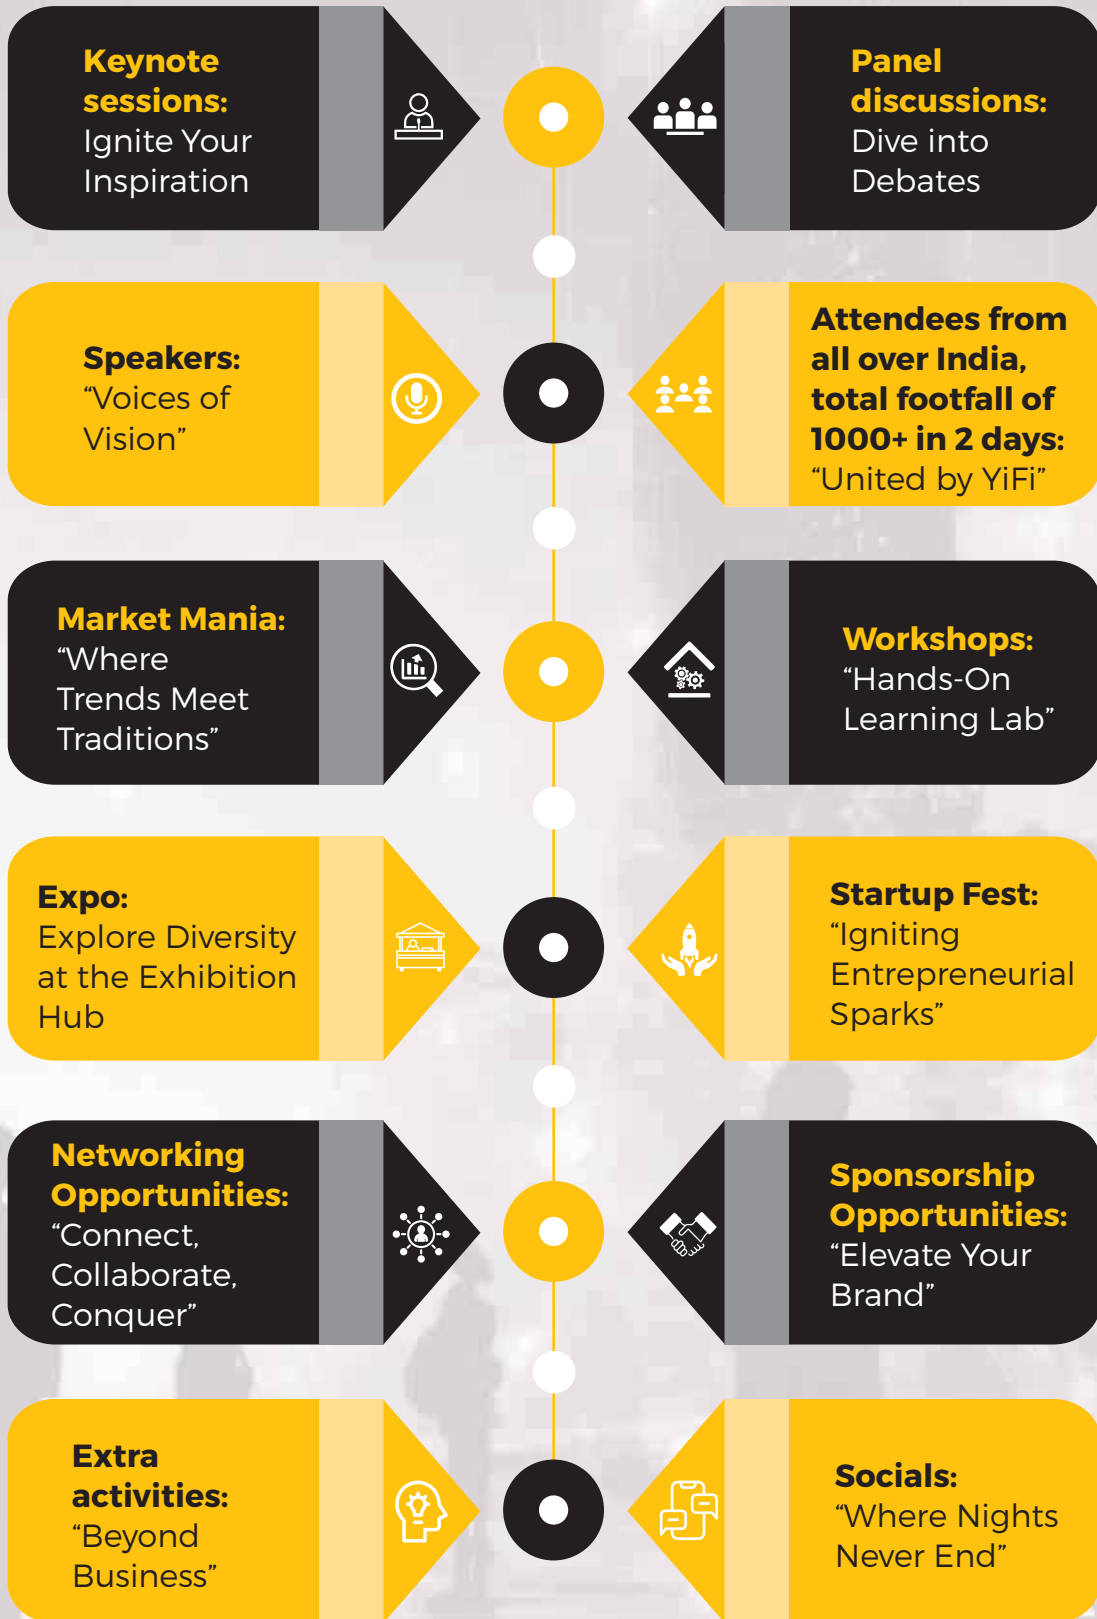 Keynote
sessions:
Ignite Your
Inspiration
Panel
discussions:
Dive into
Debates
Speakers:
“Voices of
Vision”
Attendees from
all over India,
total footfall of
1000+ in 2 days:
“United by YiFi”
Market Mania:
“Where
Trends Meet
Traditions”
Workshops:
“Hands-On
Learning Lab”
Expo:
Explore Diversity
at the Exhibition
Hub
Startup Fest:
“Igniting
Entrepreneurial
Sparks”
Networking
Opportunities:
“Connect,
Collaborate,
Conquer”
Sponsorship
Opportunities:
“Elevate Your
Brand”
Extra
activities:
“Beyond
Business”
Socials:
“Where Nights
Never End”